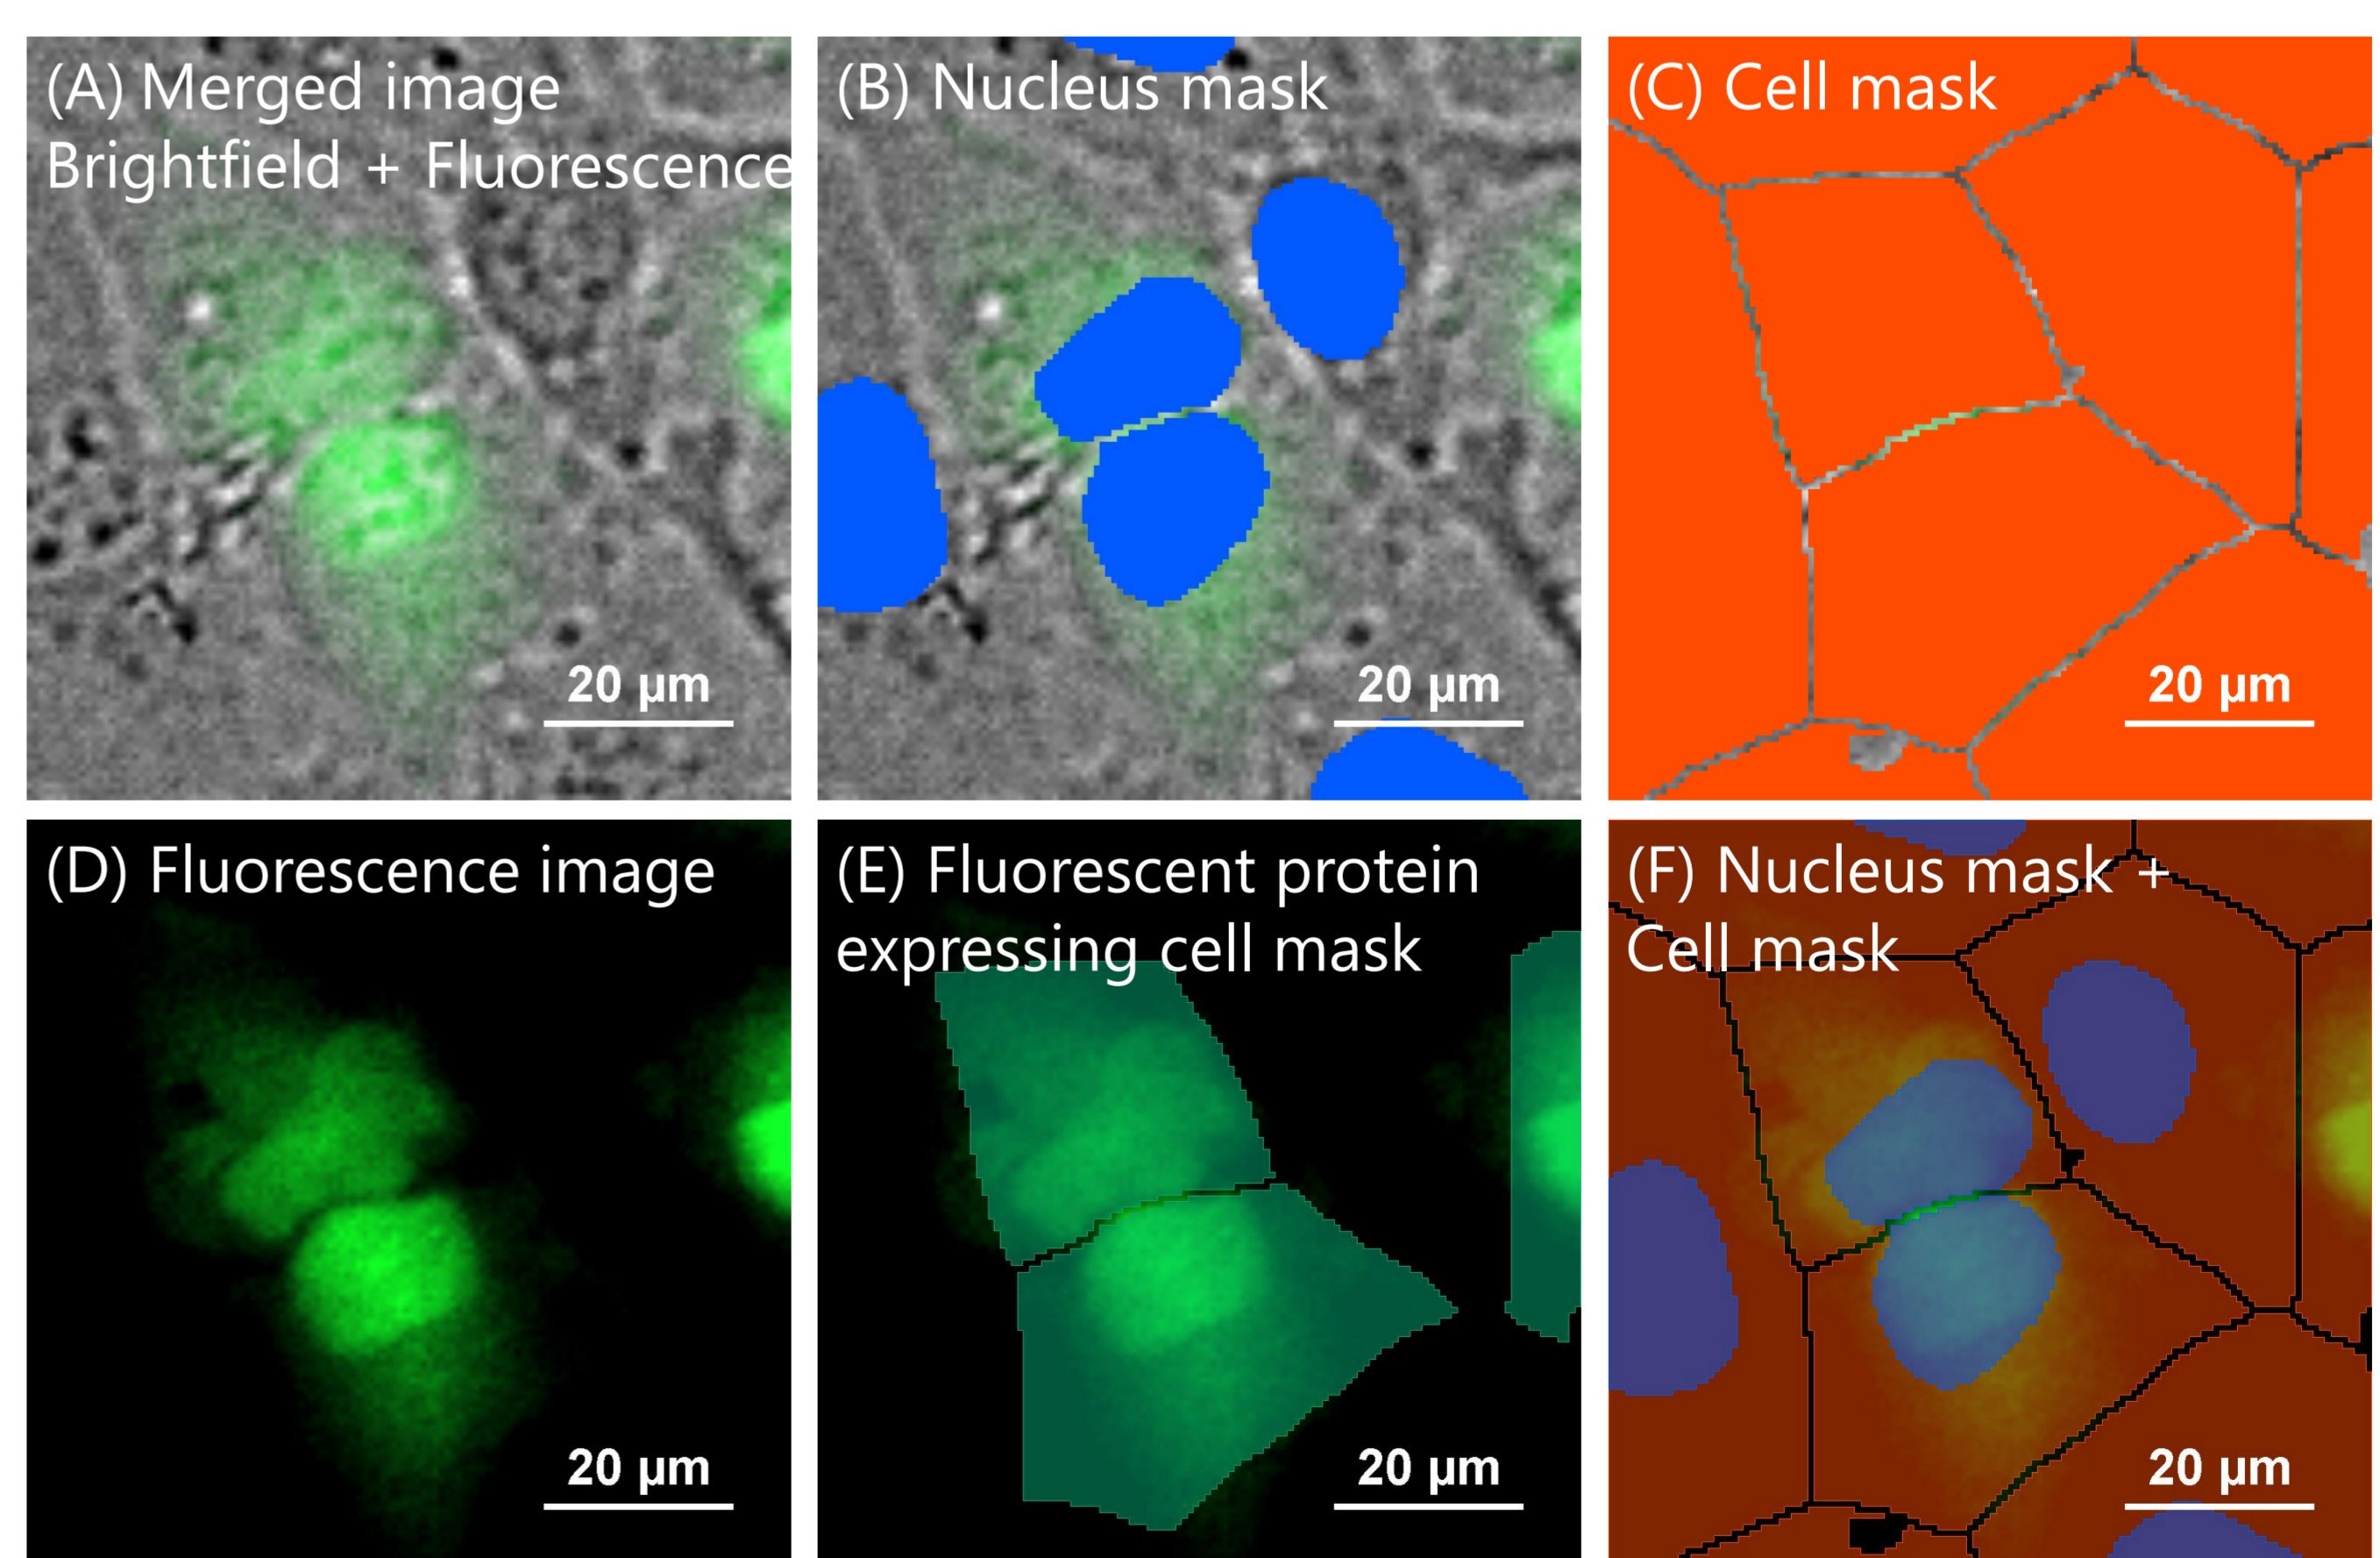 (A) Merged image
Brightfield + Fluorescence
20 µm
(B) Nucleus mask
20 µm
(C) Cell mask
20 µm
(D) Fluorescence image
20 µm
(E) Fluorescent protein
expressing cell mask
20 µm
(F) Nucleus mask +
Cell mask
20 µm